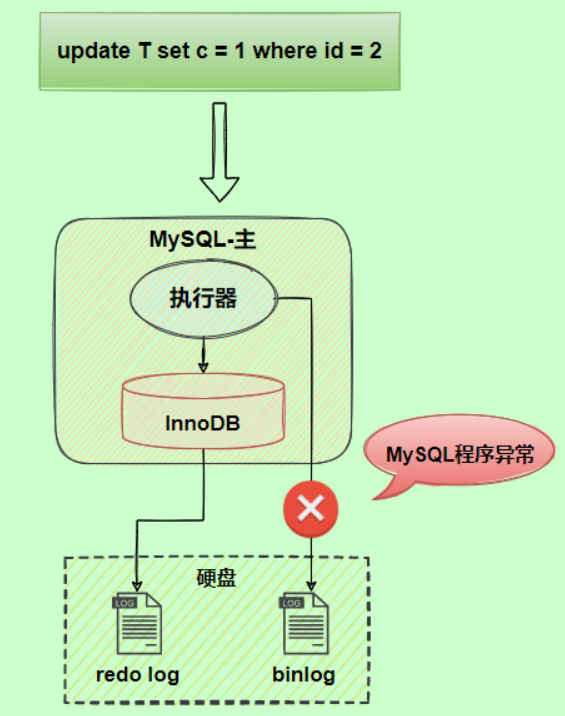 update T set c = 1 where id = 2
MySQL-主
执行器
InnoDB
MySQL程序异常
硬盘
LOG
LOG
redo log
binlog